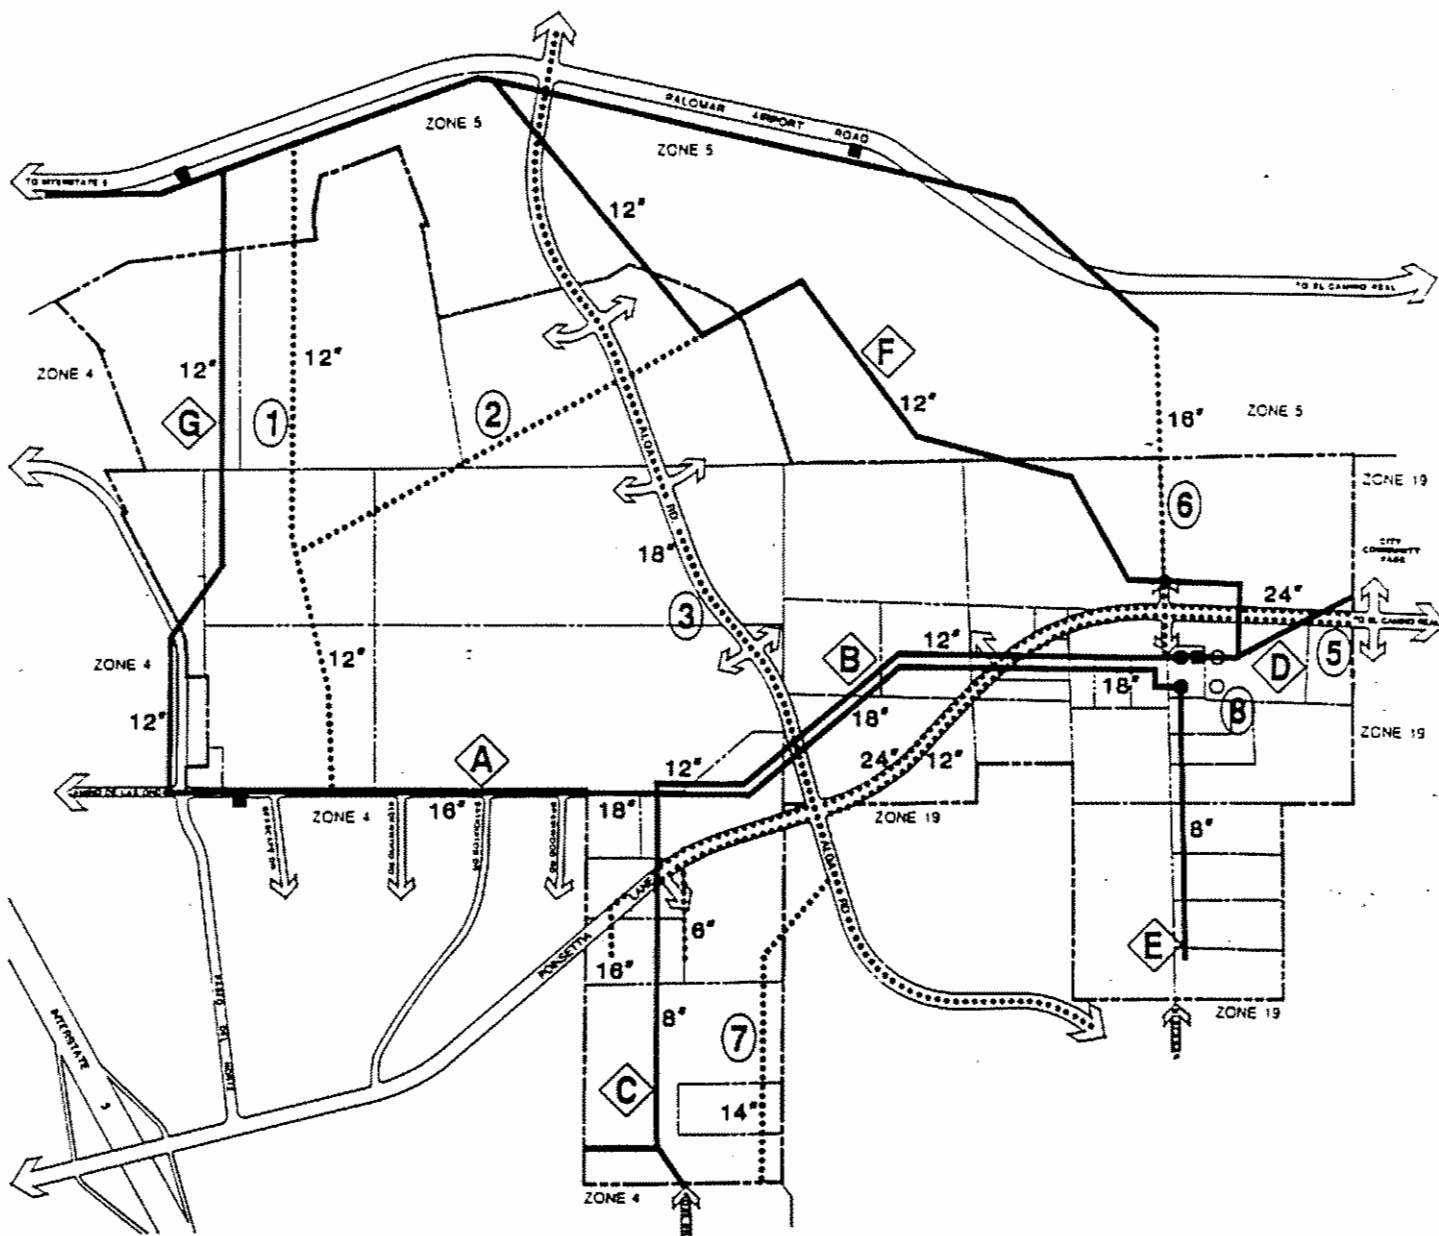 PALOMAR AIRPORT ROAD
ZONE 5
ZONE 5
TO INTERSTATE 5
12"
TO EL CAMINO REAL
F
ZONE 4
12"
12"
G
1
2
12"
16"
ZONE 5
ZONE 19
6
ALGA RD.
18"
CITY
COMMUNITY
PARK
24"
3
TO EL CAMINO REAL
5
12"
B
D
ZONE 4
12"
18"
18"
8
12"
ZONE 19
A
12"
24"
12"
16"
18"
ZONE 4
ZONE 19
8"
ALGA RD.
POINSETTIA LANE
6"
16"
E
8"
ZONE 19
INTERSTATE 5
7
C
14"
ZONE 4